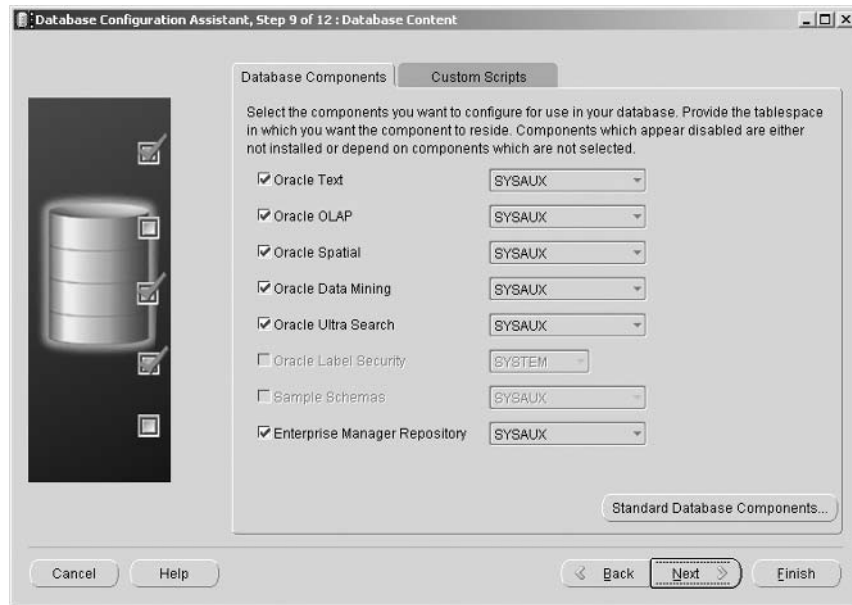 Database Configuration Assistant, Step 9 of 12 : Database Content
Database Components
Custom Scripts
Select the components you want to configure for use in your database. Provide the tablespace
in which you want the component to reside. Components which appear disabled are either
not installed or depend on components which are not selected.
Oracle Text SYSAUX
Oracle OLAP SYSAUX
Oracle Spatial SYSAUX
Oracle Data Mining SYSAUX
Oracle Ultra Search SYSAUX
Oracle Label Security SYSTEM
Sample Schemas SYSAUX
Enterprise Manager Repository SYSAUX
Standard Database Components...
Cancel Help Back Next Finish